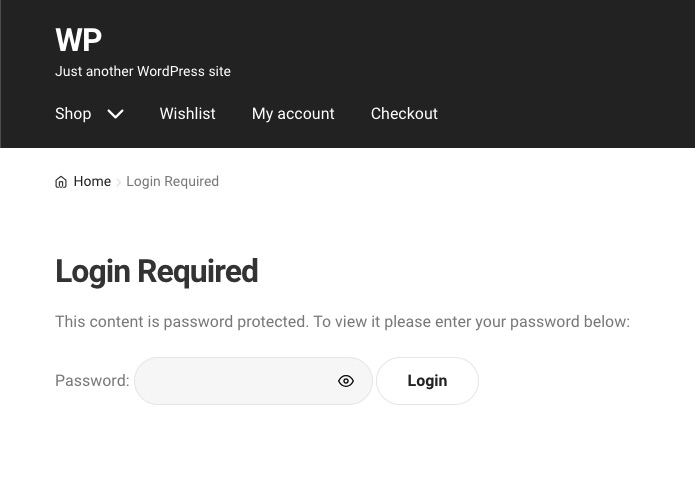 WP
Just another WordPress site
Shop Wishlist My account Checkout
Home Login Required
Login Required
This content is password protected. To view it please enter your password below:
Password: Login